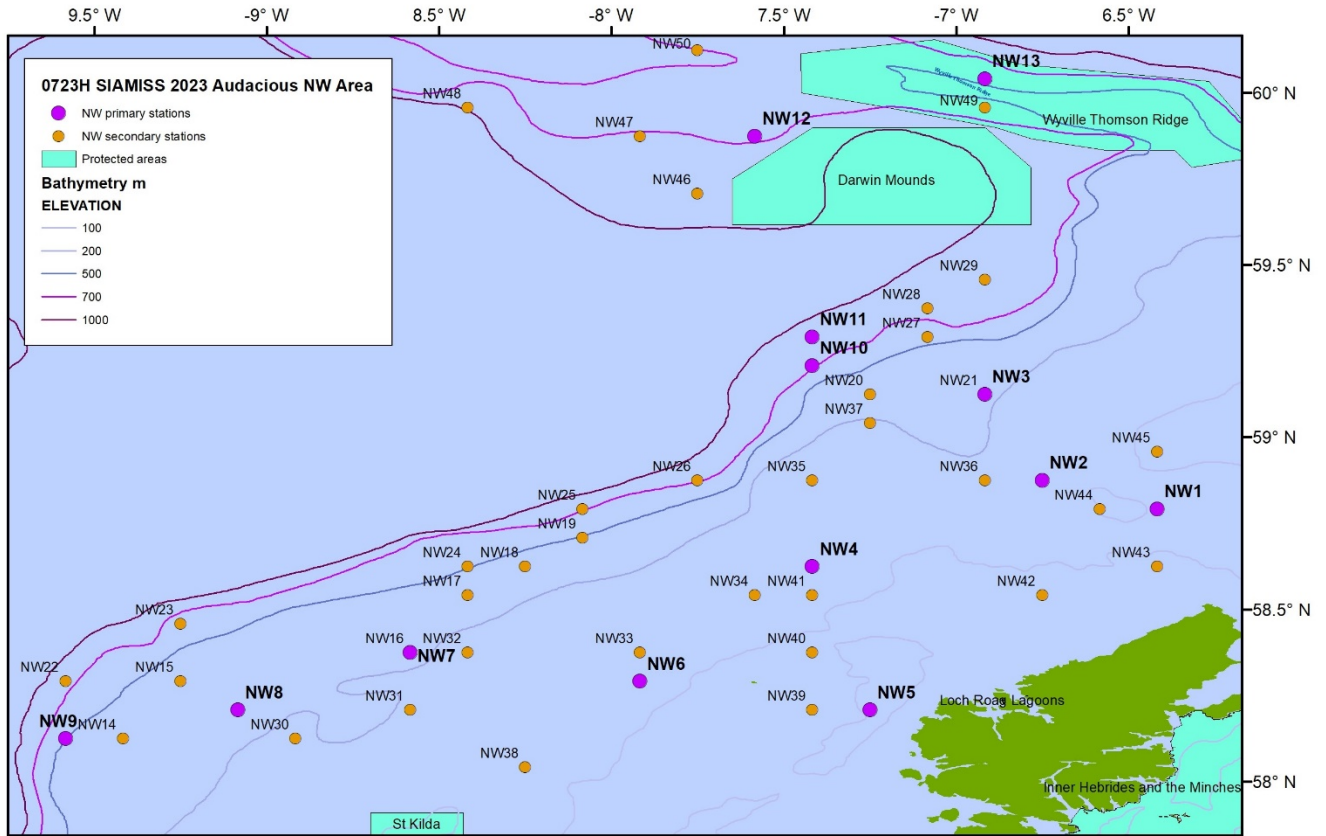 9.5° W
-9° W
-8.5° W
-8° W
-7.5° W
-7° W
-6.5° W
NW50
0723H SIAMISS 2023 Audacious NW Area
NW primary stations
NW secondary stations
Protected areas
Bathymetry m
ELEVATION
100
200
500
700
1000
NW13
Wyville Thomson Ridge
60° N
NW48
NW49
NW47
NW12
Wyville Thomson Ridge
NW46
Darwin Mounds
59.5° N
NW29
NW28
NW11
NW27
NW10
NW20
NW21
NW3
NW37
59° N
NW45
NW26
NW35
NW36
NW2
NW25
NW44
NW1
NW19
NW24
NW18
NW4
NW43
NW17
NW34
NW41
NW42
58.5° N
NW23
NW16
NW32
NW7
NW33
NW40
NW22
NW15
NW6
NW8
NW31
NW39
NW5
Loch Roag Lagoons
NW9
NW14
NW30
NW38
58° N
Inner Hebrides and the Minches
St Kilda